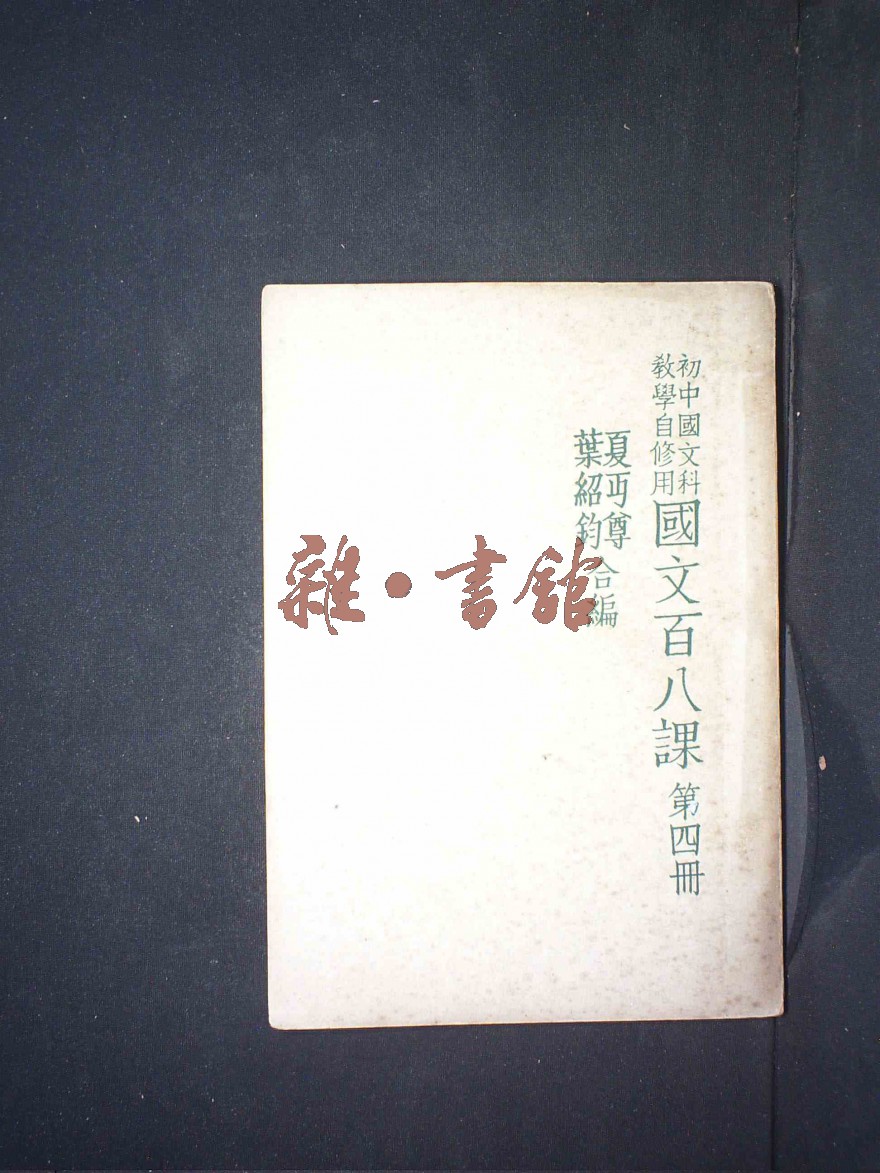 初中國文科
教學自修用
國文百八課 第四冊
夏丏尊
葉紹鈞
合編
雜•書館